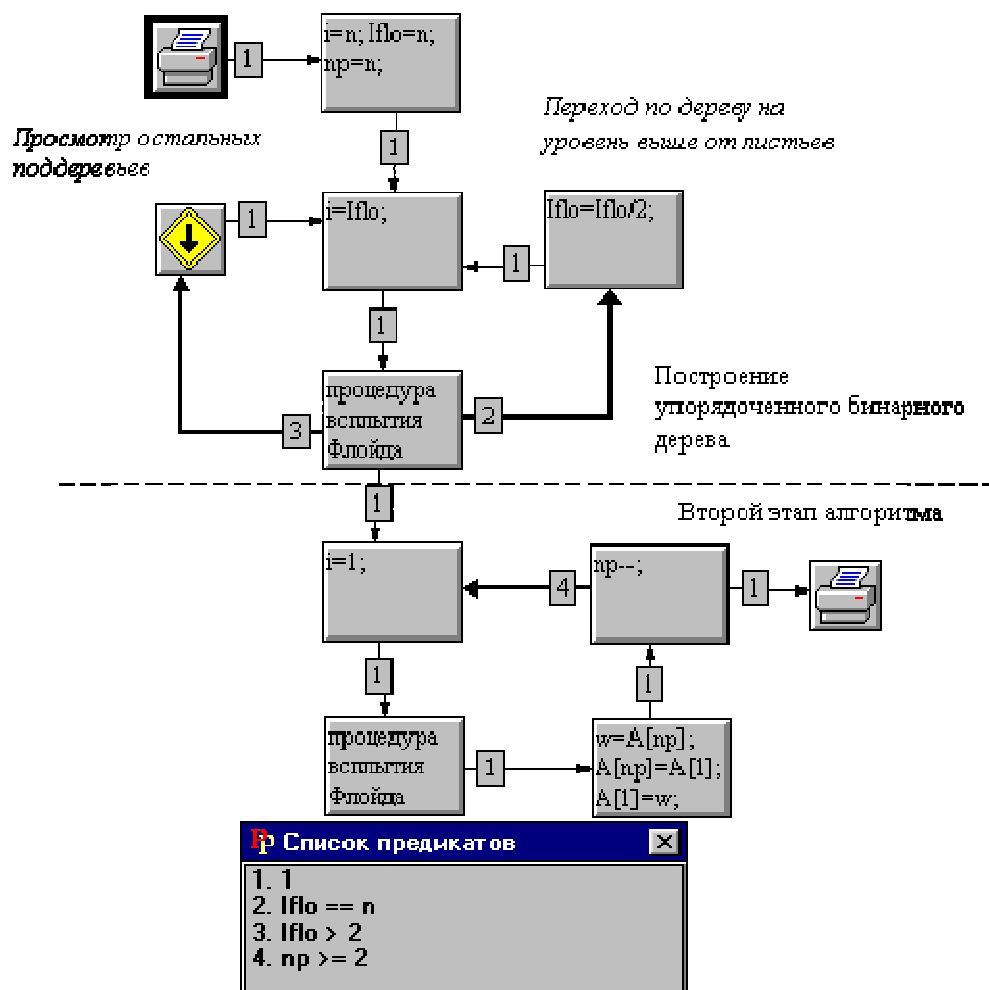 1
i=n; Iflo=n;
np=n;
Просмотр остальных
поддеревьев
Переход по дереву на
уровень выше от листьев
1
1
i=Iflo;
Iflo=Iflo/2;
1
1
процедура
всплытия
Флойда
3
2
Построение
упорядоченного бинарного
дерева
1
Второй этап алгоритма
i=1;
4
np--;
1
1
1
процедура
всплытия
Флойда
1
w=A[np];
A[np]=A[1];
A[1]=w;
Список предикатов
1. 1
2. Iflo == n
3. Iflo > 2
4. np >= 2